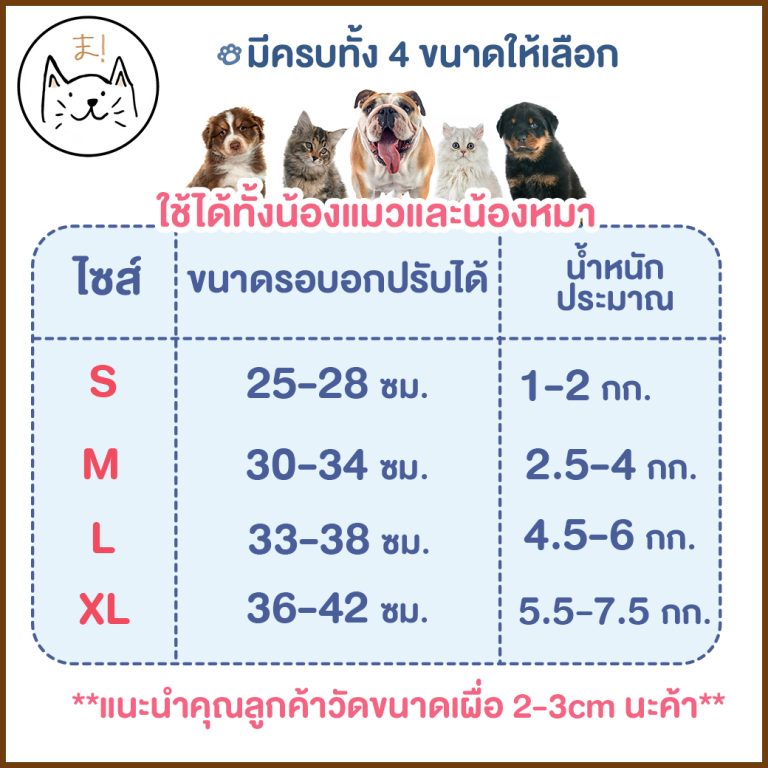 ま!
มีครบทั้ง 4 ขนาดให้เลือก
ใช้ได้ทั้งน้องแมวและน้องหมา
ไซส์ ขนาดรอบอกปรับได้ น้ำหนัก
ประมาณ
S 25-28 ซม. 1-2 กก.
M 30-34 ซม. 2.5-4 กก.
L 33-38 ซม. 4.5-6 กก.
XL 36-42 ซม. 5.5-7.5 กก.
**แนะนำคุณลูกค้าวัดขนาดเผื่อ 2-3cm นะค้า**